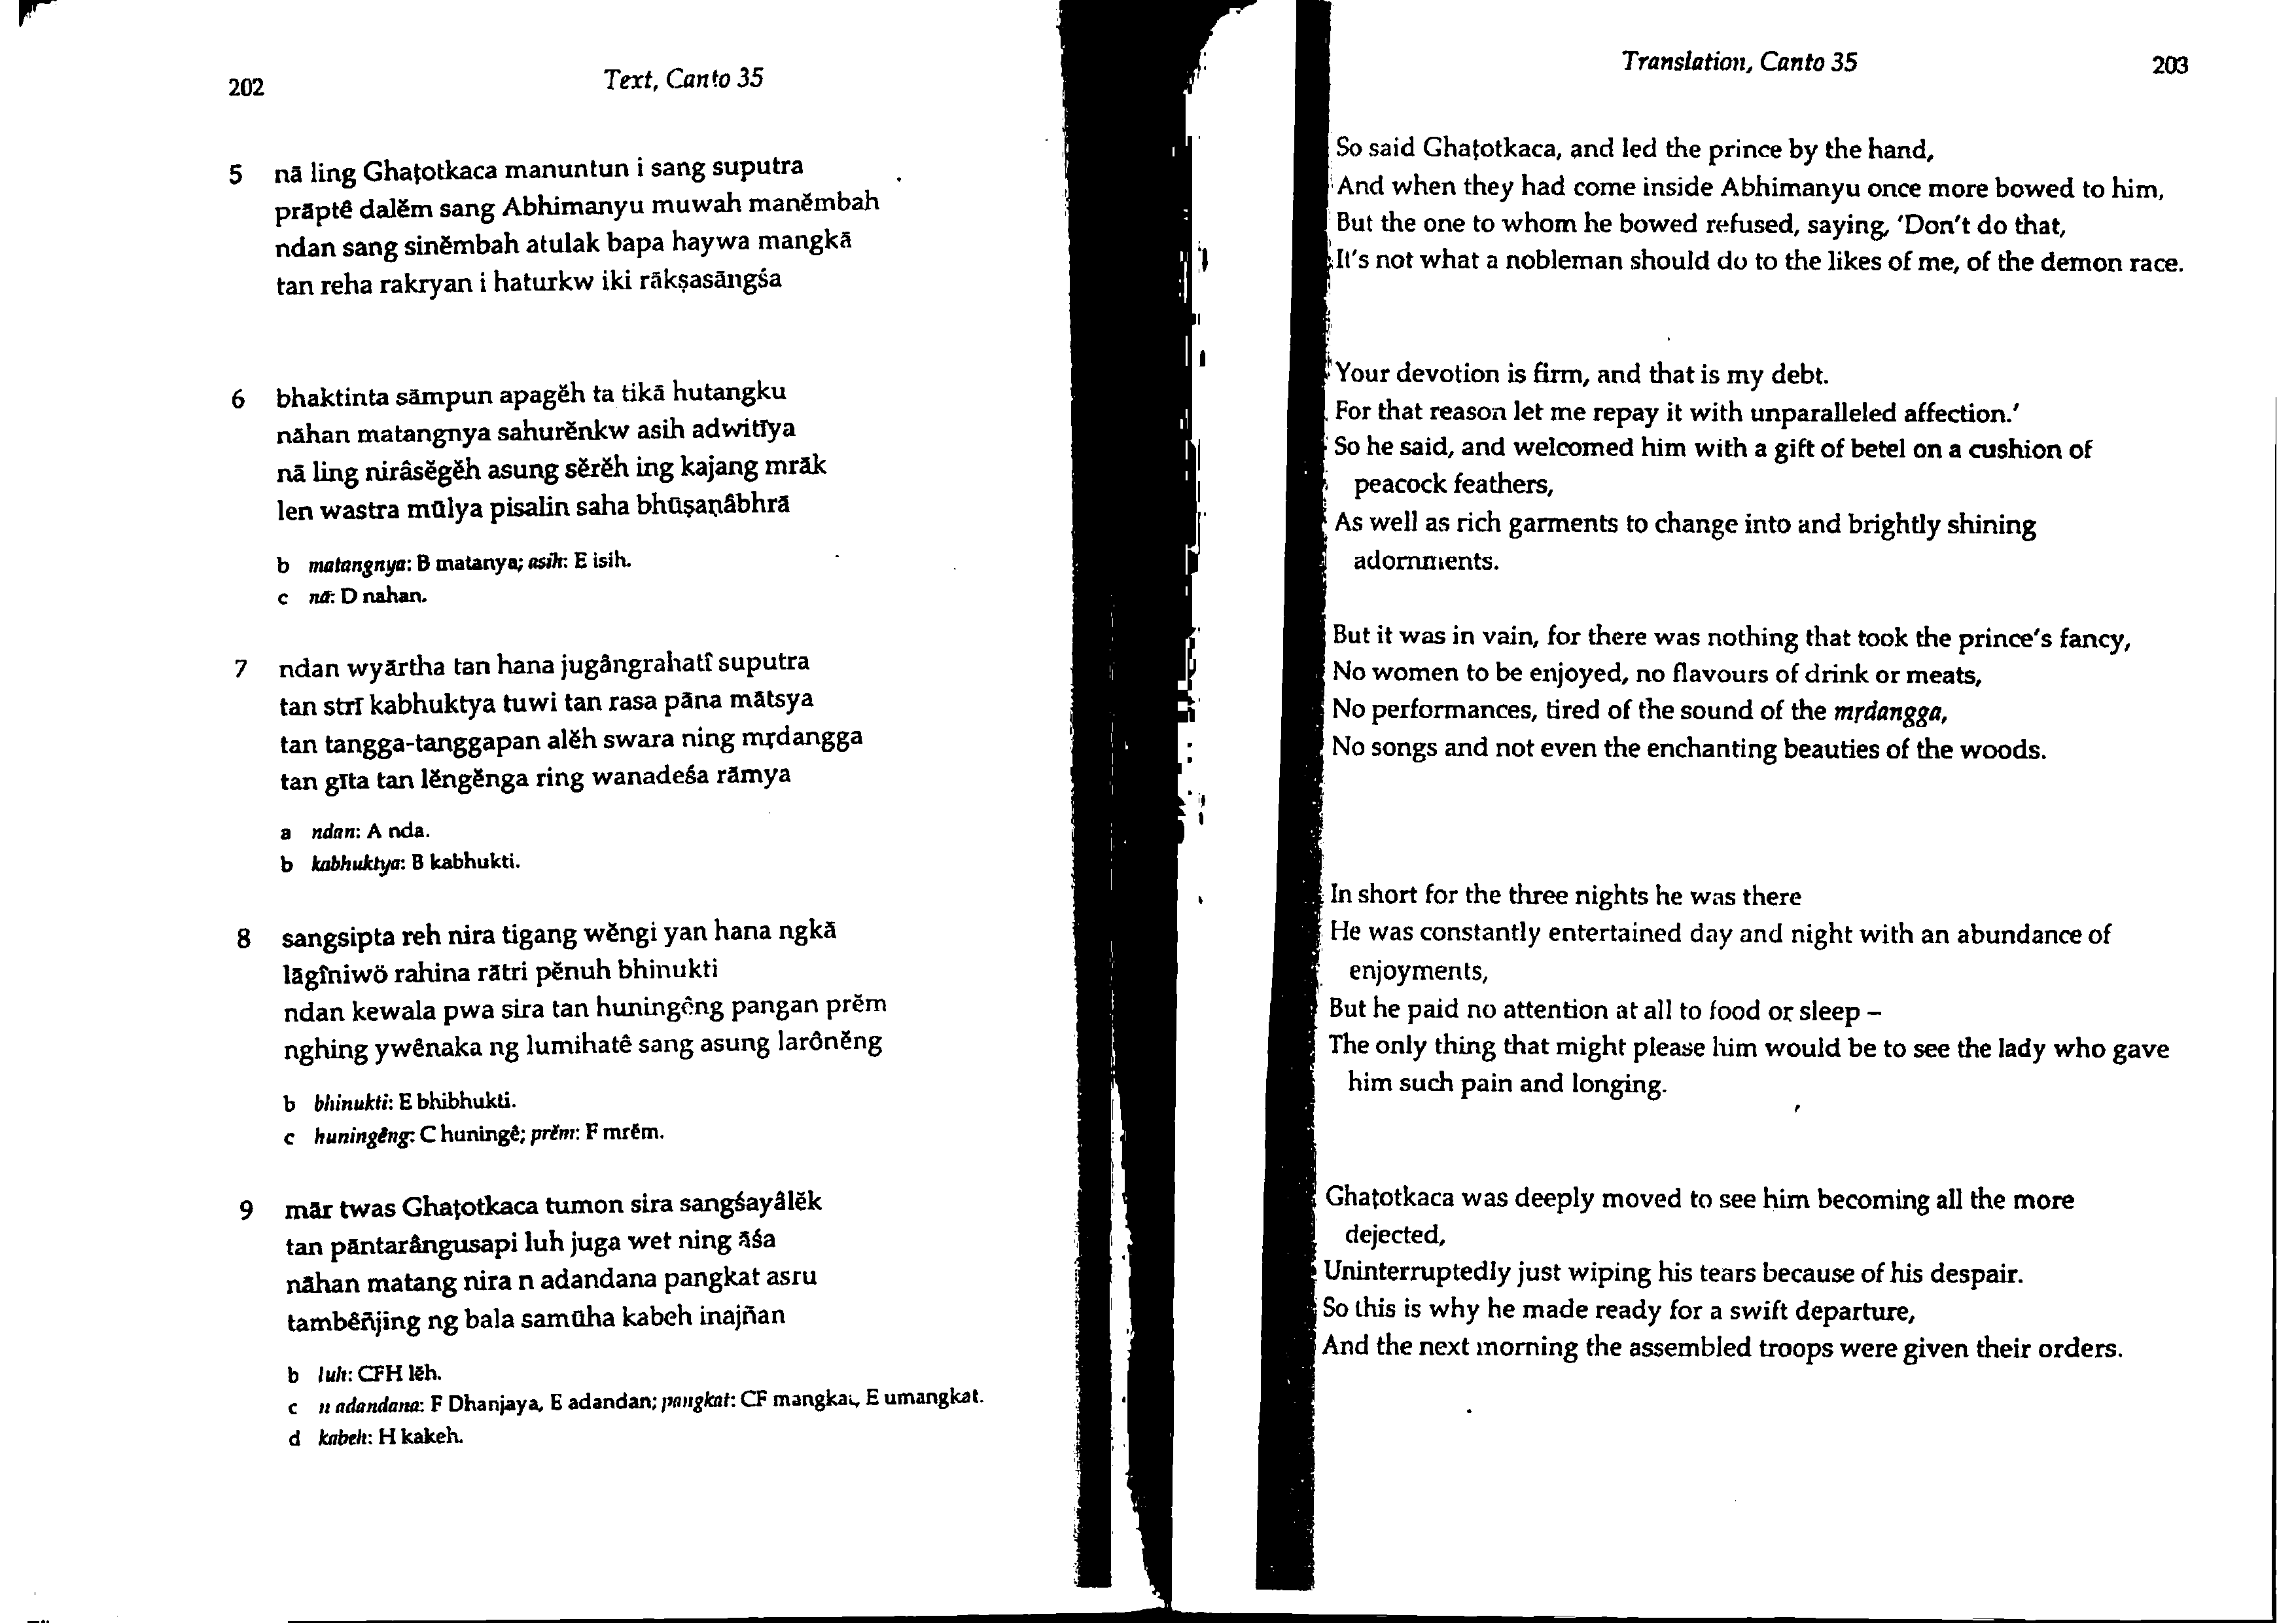 202
Text, Canto 35
5 nā ling Ghaṭotkaca manuntun i sang suputra
prāptê dalĕm sang Abhimanyu muwah manĕmbah
ndan sang sinĕmbah atulak bapa haywa mangkā
tan reha rakryan i haturkw iki rākṣasāngśa
6 bhaktinta sāmpun apagĕh ta tikā hutangku
nāhan matangnya sahurĕnkw asih adwitīya
nā ling nirâsĕgĕh asung sĕrĕh ing kajang mrāk
len wastra mūlya pisalin saha bhūṣaṇâbhrā
b matangnya: B matanya; asih: E isih.
c nā: D nahan.
7 ndan wyārtha tan hana jugângrahatî suputra
tan strī kabhuktya tuwi tan rasa pāna mātsya
tan tangga-tanggapan alĕh swara ning mṛdangga
tan gīta tan lĕngĕnga ring wanadeśa rāmya
a ndan: A nda.
b kabhuktya: B kabhukti.
8 sangsipta reh nira tigang wĕngi yan hana ngkā
lāgîniwö rahina rātri pĕnuh bhinukti
ndan kewala pwa sira tan huningêng pangan prĕm
nghing ywênaka ng lumihatê sang asung larônĕng
b bhinukti: E bhibhukti.
c huningêng: C huningê; prĕm: F mrĕm.
9 mār twas Ghaṭotkaca tumon sira sangśayâlĕk
tan pāntarângusapi luh juga wet ning āśa
nāhan matang nira n adandana pangkat asru
tambêñjing ng bala samūha kabeh inajñan
b luh: CFH lĕh.
c n adandana: F Dhanjaya, E adandan; pangkat: CF mangkat, E umangkat.
d kabeh: H kakeh.
Translation, Canto 35
203
So said Ghaṭotkaca, and led the prince by the hand,
And when they had come inside Abhimanyu once more bowed to him,
But the one to whom he bowed refused, saying, 'Don't do that,
It's not what a nobleman should do to the likes of me, of the demon race.
'Your devotion is firm, and that is my debt.
For that reason let me repay it with unparalleled affection.'
So he said, and welcomed him with a gift of betel on a cushion of
peacock feathers,
As well as rich garments to change into and brightly shining
adornments.
But it was in vain, for there was nothing that took the prince's fancy,
No women to be enjoyed, no flavours of drink or meats,
No performances, tired of the sound of the mṛdangga,
No songs and not even the enchanting beauties of the woods.
In short for the three nights he was there
He was constantly entertained day and night with an abundance of
enjoyments,
But he paid no attention at all to food or sleep –
The only thing that might please him would be to see the lady who gave
him such pain and longing.
Ghaṭotkaca was deeply moved to see him becoming all the more
dejected,
Uninterruptedly just wiping his tears because of his despair.
So this is why he made ready for a swift departure,
And the next morning the assembled troops were given their orders.